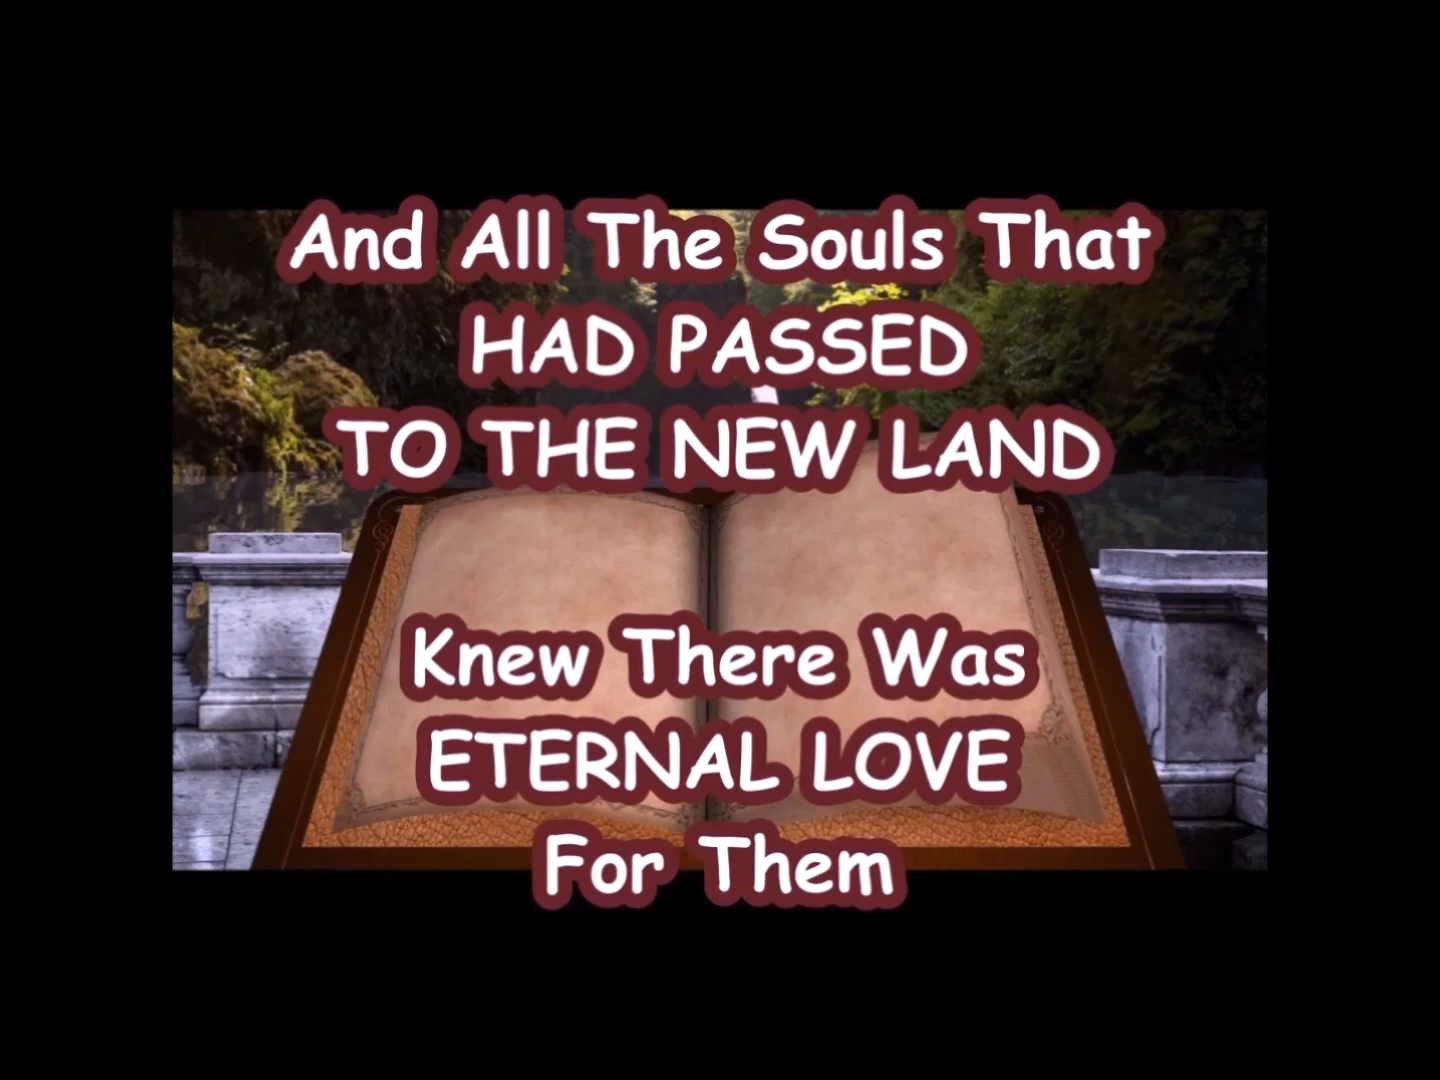 And All The Souls That
HAD PASSED
TO THE NEW LAND
Knew There Was
ETERNAL LOVE
For Them